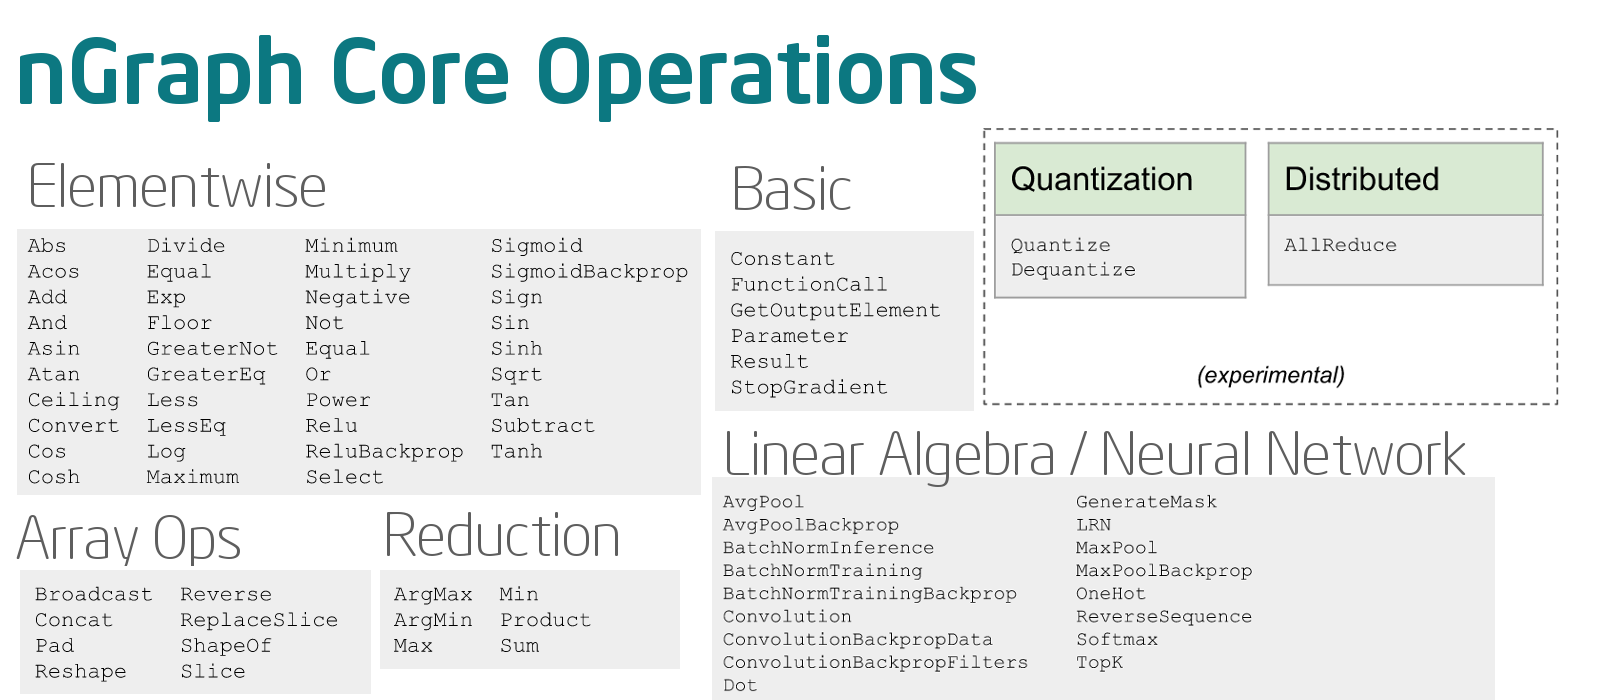 nGraph Core Operations
Elementwise
Abs Divide Minimum Sigmoid
Acos Equal Multiply SigmoidBackprop
Add Exp Negative Sign
And Floor Not Sin
Asin GreaterNot Equal Sinh
Atan GreaterEq Or Sqrt
Ceiling Less Power Tan
Convert LessEq Relu Subtract
Cos Log ReluBackprop Tanh
Cosh Maximum Select
Basic
Constant
FunctionCall
GetOutputElement
Parameter
Result
StopGradient
Quantization
Quantize
Dequantize
Distributed
AllReduce
(experimental)
Array Ops
Broadcast Reverse
Concat ReplaceSlice
Pad ShapeOf
Reshape Slice
Reduction
ArgMax Min
ArgMin Product
Max Sum
Linear Algebra / Neural Network
AvgPool GenerateMask
AvgPoolBackprop LRN
BatchNormInference MaxPool
BatchNormTraining MaxPoolBackprop
BatchNormTrainingBackprop OneHot
Convolution ReverseSequence
ConvolutionBackpropData Softmax
ConvolutionBackpropFilters TopK
Dot